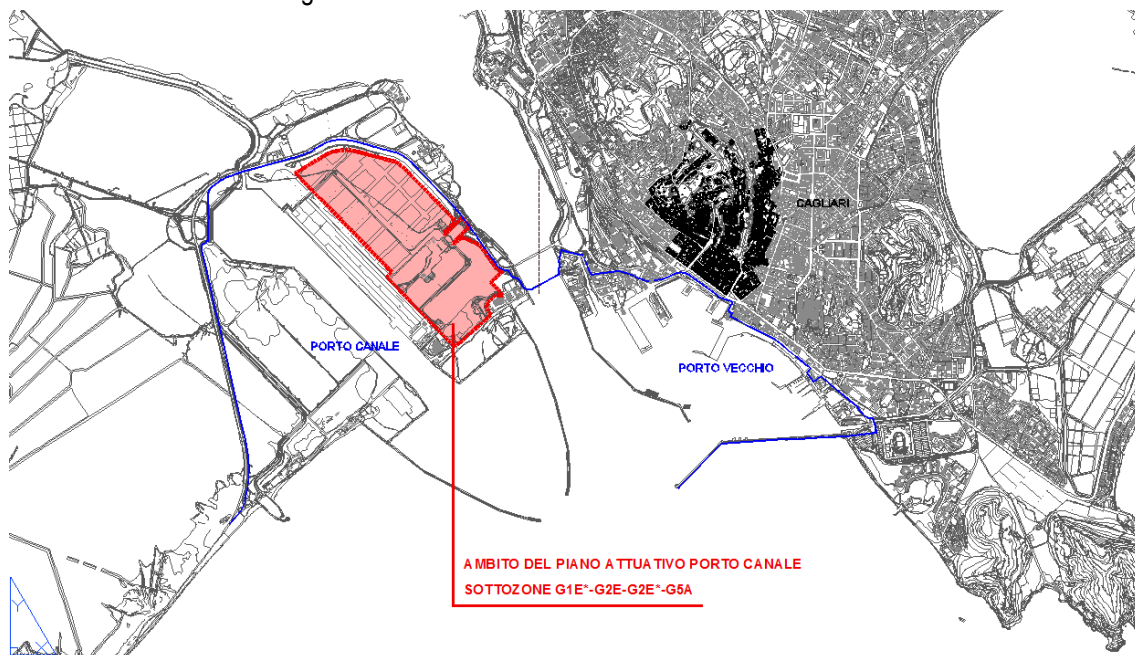 CAGLIARI
PORTO CANALE
PORTO VECCHIO
AMBITO DEL PIANO ATTUATIVO PORTO CANALE
SOTTOZONE G1E*-G2E-G2E*-G5A